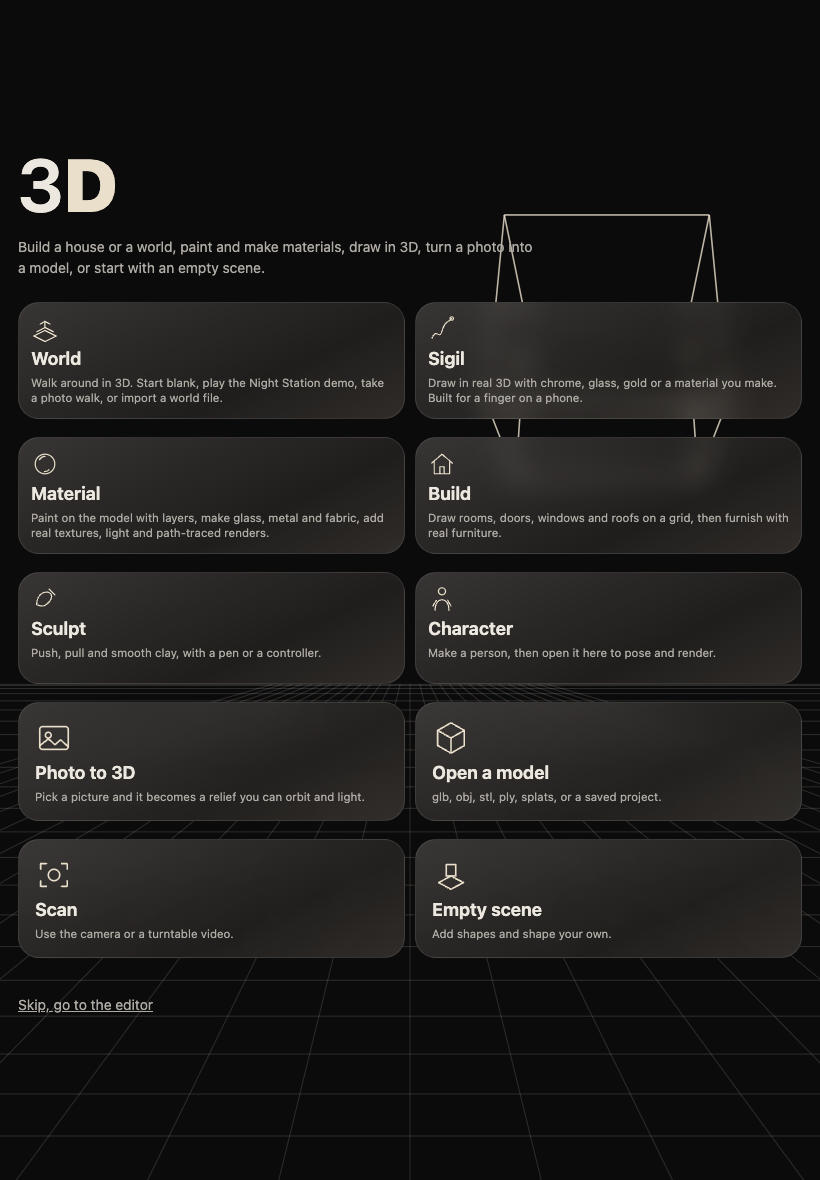 3D
Build a house or a world, paint and make materials, draw in 3D, turn a photo into
a model, or start with an empty scene.
World
Walk around in 3D. Start blank, play the Night Station demo, take
a photo walk, or import a world file.
Sigil
Draw in real 3D with chrome, glass, gold or a material you make.
Built for a finger on a phone.
Material
Paint on the model with layers, make glass, metal and fabric, add
real textures, light and path-traced renders.
Build
Draw rooms, doors, windows and roofs on a grid, then furnish with
real furniture.
Sculpt
Push, pull and smooth clay, with a pen or a controller.
Character
Make a person, then open it here to pose and render.
Photo to 3D
Pick a picture and it becomes a relief you can orbit and light.
Open a model
glb, obj, stl, ply, splats, or a saved project.
Scan
Use the camera or a turntable video.
Empty scene
Add shapes and shape your own.
Skip, go to the editor